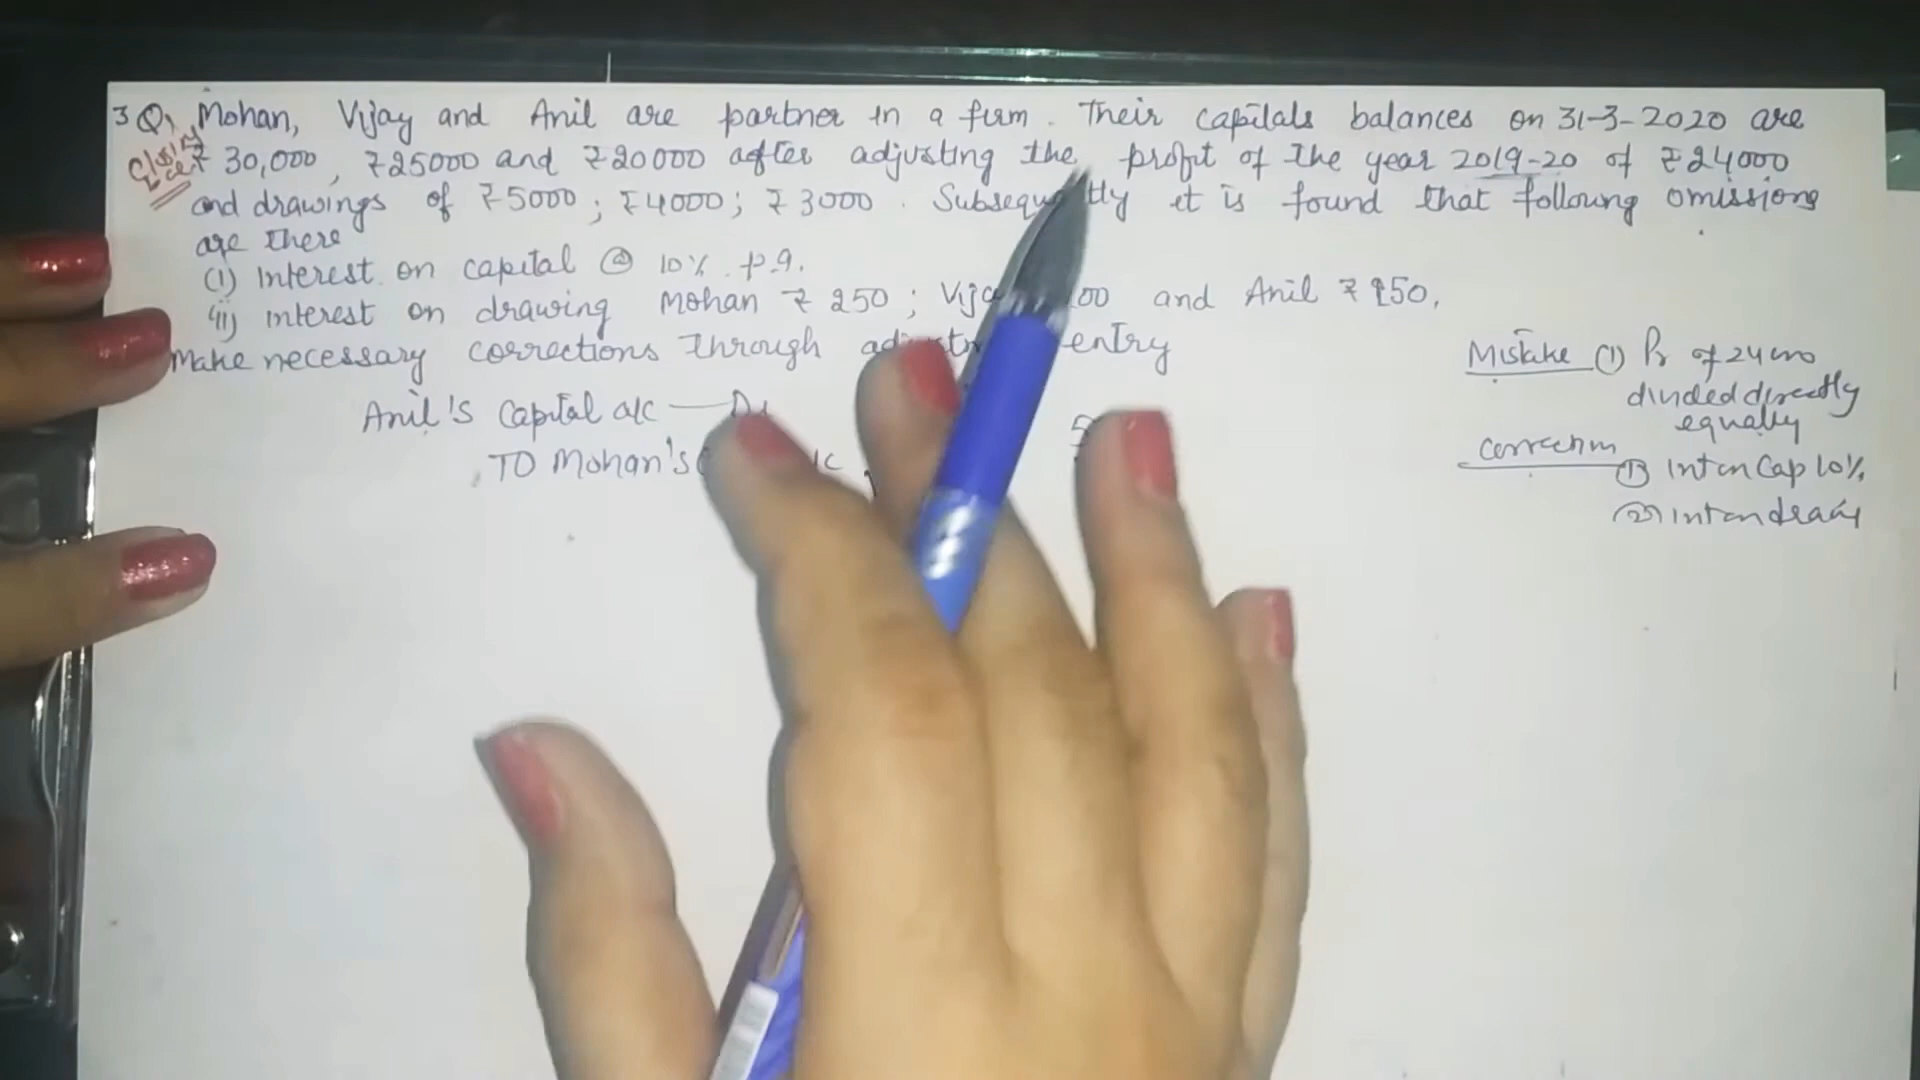 3 Q, Mohan, Vijay and Anil are partner in a firm. Their capitals balances on 31-3-2020 are
₹ 30,000, ₹25000 and ₹20000 after adjusting the profit of the year 2019-20 of ₹24000
and drawings of ₹5000; ₹4000; ₹3000. it is found that following omissions
are there
(i) Interest on capital @ 10% p.a.
(ii) interest on drawing Mohan ₹ 250; and Anil ₹ 150.
Make necessary corrections through entry
Anil's capital a/c
TO Mohan's
Mistake (1) Pr of 24000
divided directly
equally
(1) Int on Cap 10%
(2) int on